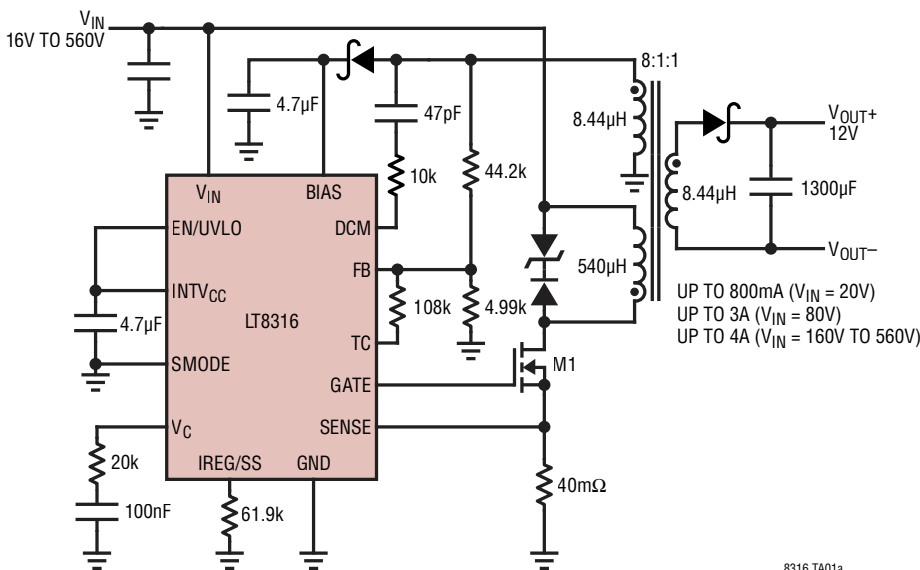 VIN
16V TO 560V
8:1:1
4.7µF
47pF
8.44µH
VOUT+
12V
10k
44.2k
8.44µH
1300µF
VIN
BIAS
EN/UVLO
DCM
VOUT–
FB
540µH
INTVCC
108k
4.99k
UP TO 800mA (VIN = 20V)
UP TO 3A (VIN = 80V)
UP TO 4A (VIN = 160V TO 560V)
4.7µF
LT8316
TC
SMODE
M1
GATE
VC
SENSE
20k
IREG/SS
GND
40mΩ
100nF
61.9k
8316 TA01a